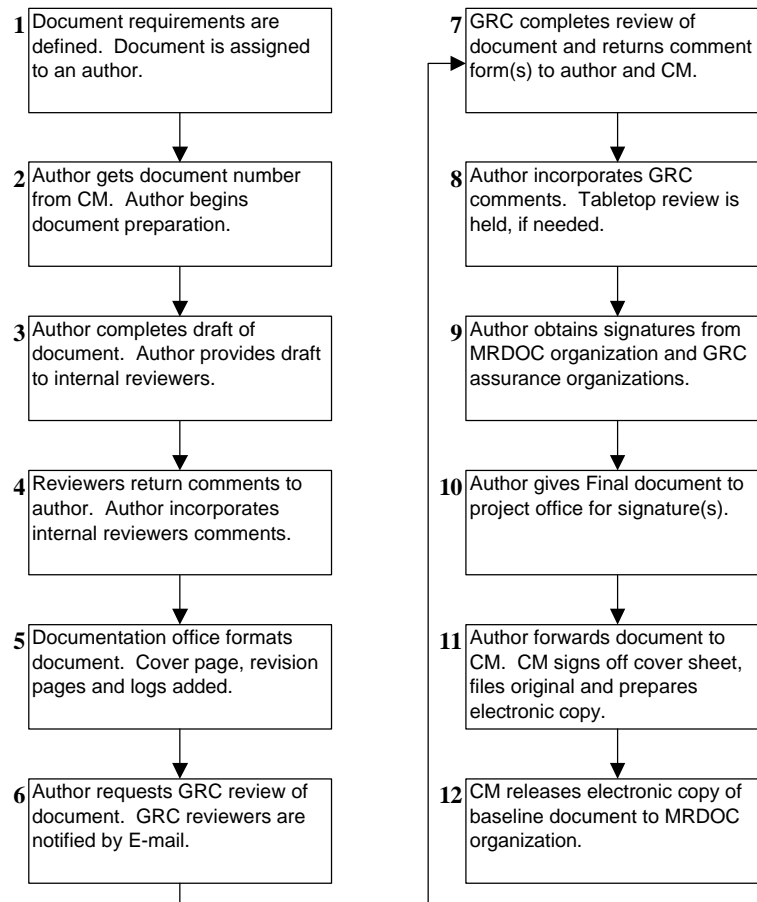 1 Document requirements are
defined.  Document is assigned
to an author.
2 Author gets document number
from CM.  Author begins
document preparation.
3 Author completes draft of
document.  Author provides draft
to internal reviewers.
4 Reviewers return comments to
author.  Author incorporates
internal reviewers comments.
5 Documentation office formats
document.  Cover page, revision
pages and logs added.
6 Author requests GRC review of
document.  GRC reviewers are
notified by E-mail.
7 GRC completes review of
document and returns comment
form(s) to author and CM.
8 Author incorporates GRC
comments.  Tabletop review is
held, if needed.
9 Author obtains signatures from
MRDOC organization and GRC
assurance organizations.
10 Author gives Final document to
project office for signature(s).
11 Author forwards document to
CM.  CM signs off cover sheet,
files original and prepares
electronic copy.
12 CM releases electronic copy of
baseline document to MRDOC
organization.